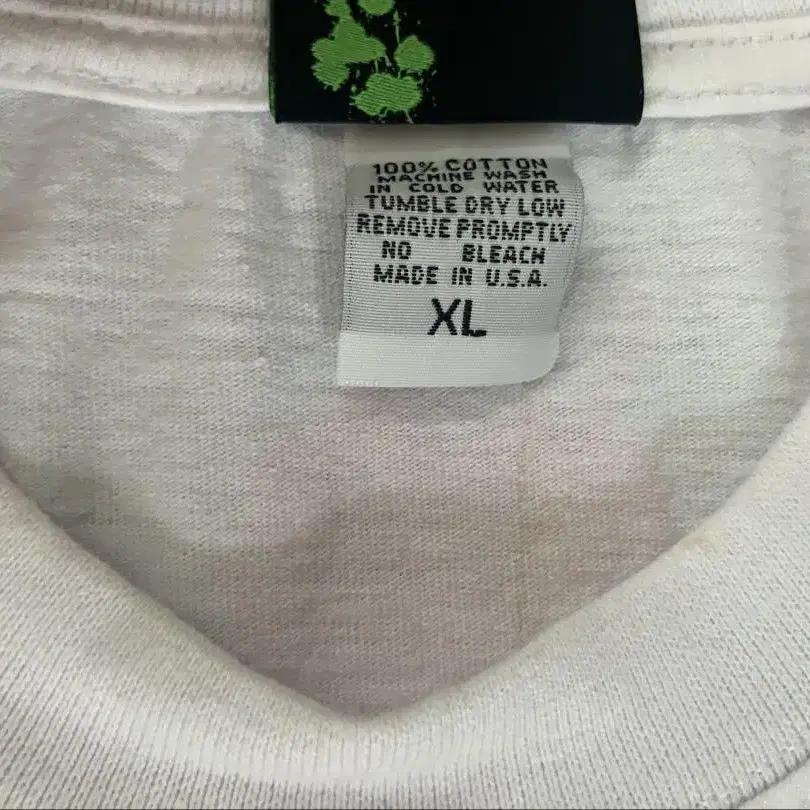 100% COTTON
MACHINE WASH
IN COLD WATER
TUMBLE DRY LOW
REMOVE PROMPTLY
NO BLEACH
MADE IN U.S.A.
XL